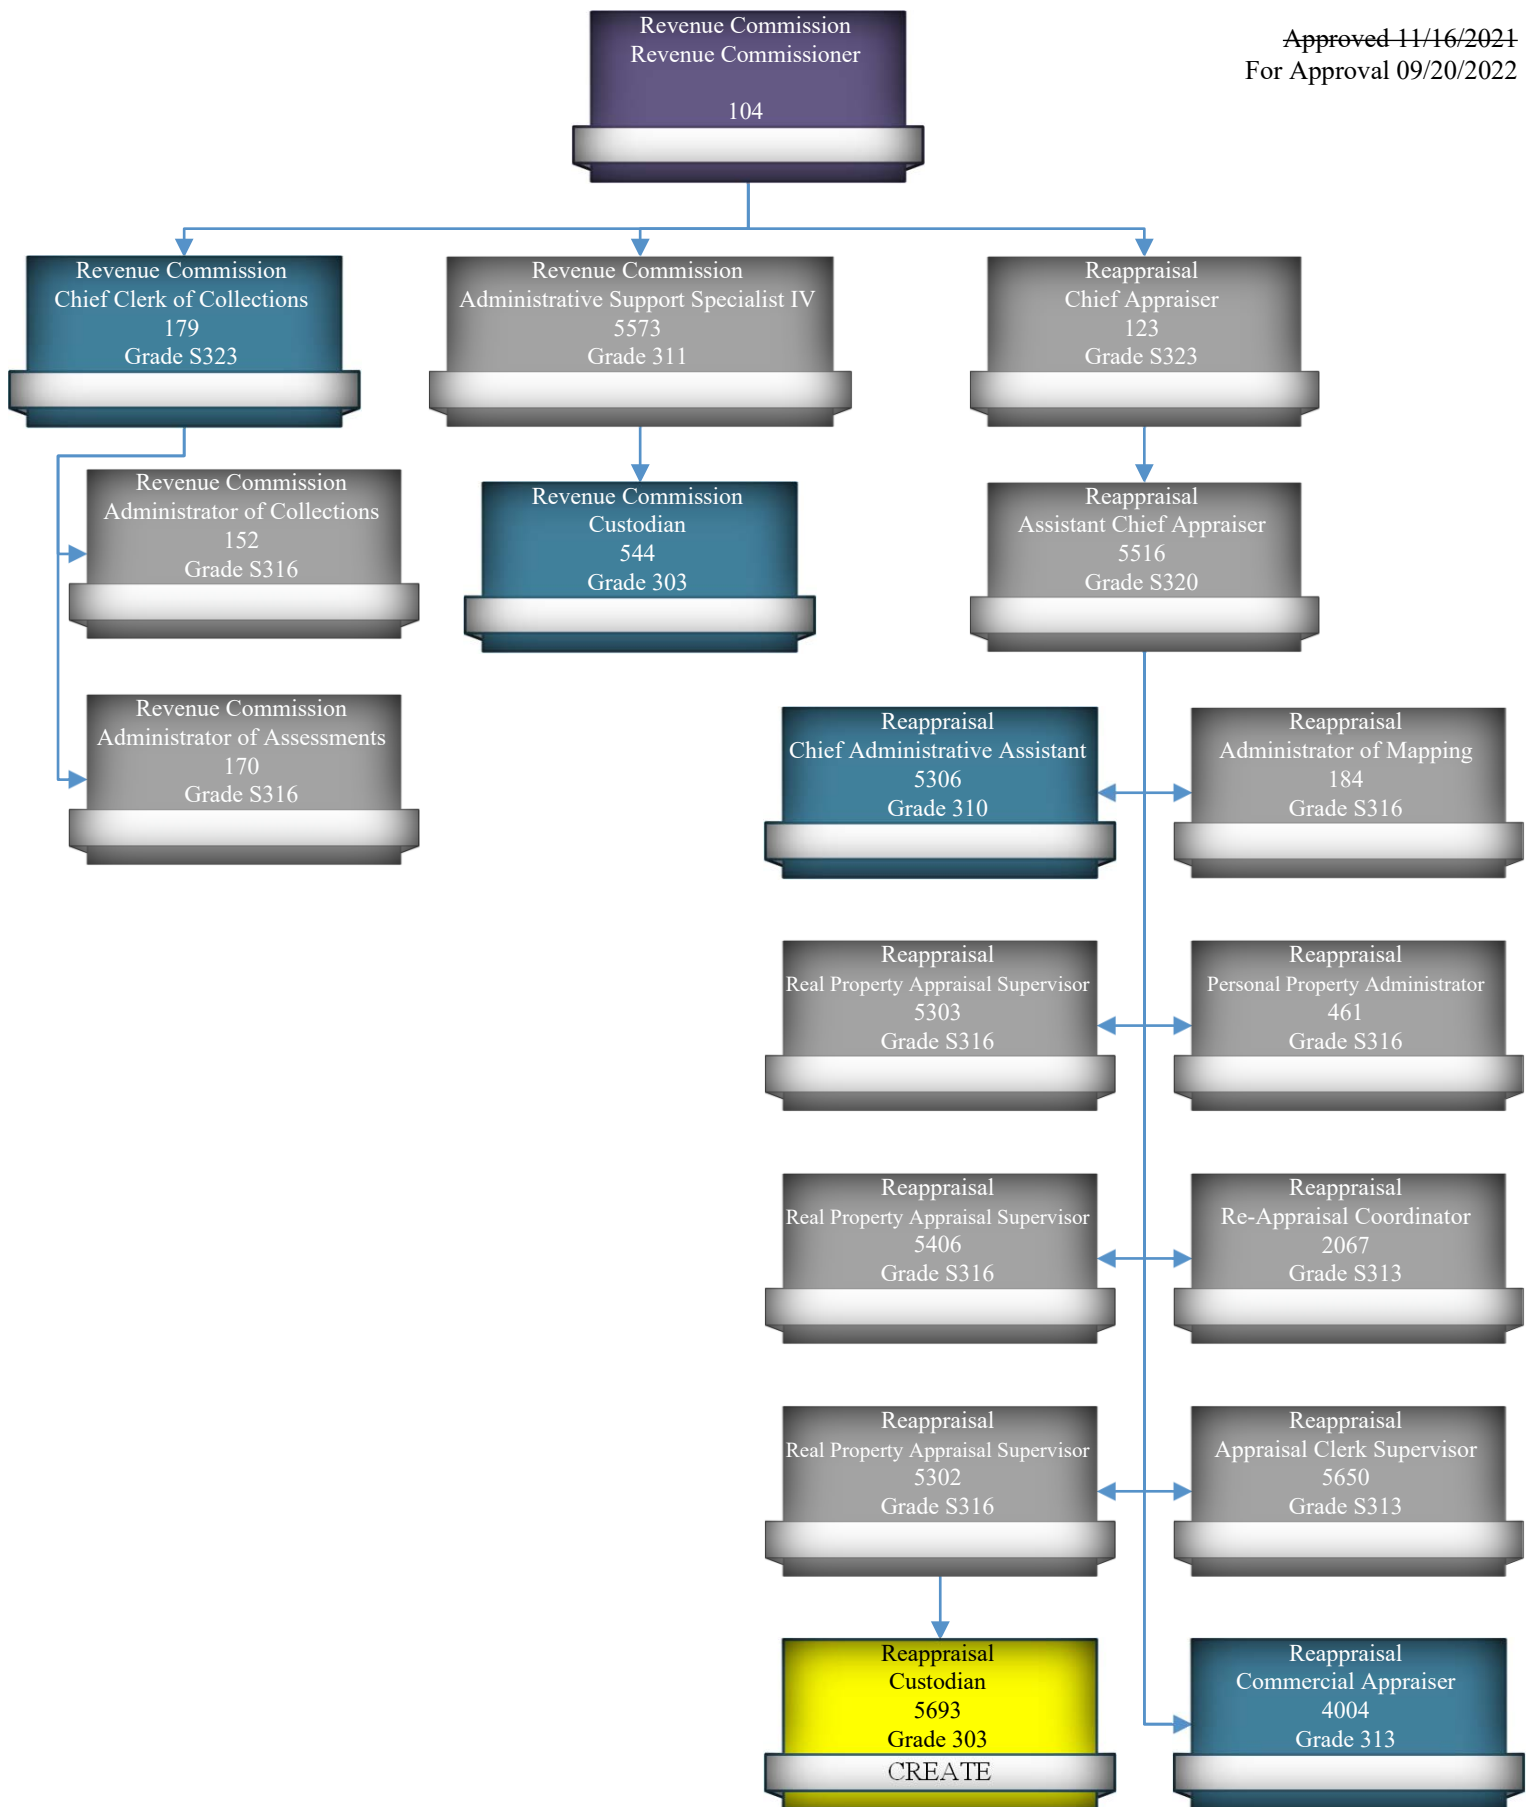 Revenue Commission
Revenue Commissioner
104
Approved 11/16/2021
For Approval 09/20/2022
Revenue Commission
Chief Clerk of Collections
179
Grade S323
Revenue Commission
Administrative Support Specialist IV
5573
Grade 311
Reappraisal
Chief Appraiser
123
Grade S323
Revenue Commission
Administrator of Collections
152
Grade S316
Revenue Commission
Custodian
544
Grade 303
Reappraisal
Assistant Chief Appraiser
5516
Grade S320
Revenue Commission
Administrator of Assessments
170
Grade S316
Reappraisal
Chief Administrative Assistant
5306
Grade 310
Reappraisal
Administrator of Mapping
184
Grade S316
Reappraisal
Real Property Appraisal Supervisor
5303
Grade S316
Reappraisal
Personal Property Administrator
461
Grade S316
Reappraisal
Real Property Appraisal Supervisor
5406
Grade S316
Reappraisal
Re-Appraisal Coordinator
2067
Grade S313
Reappraisal
Real Property Appraisal Supervisor
5302
Grade S316
Reappraisal
Appraisal Clerk Supervisor
5650
Grade S313
Reappraisal
Custodian
5693
Grade 303
CREATE
Reappraisal
Commercial Appraiser
4004
Grade 313